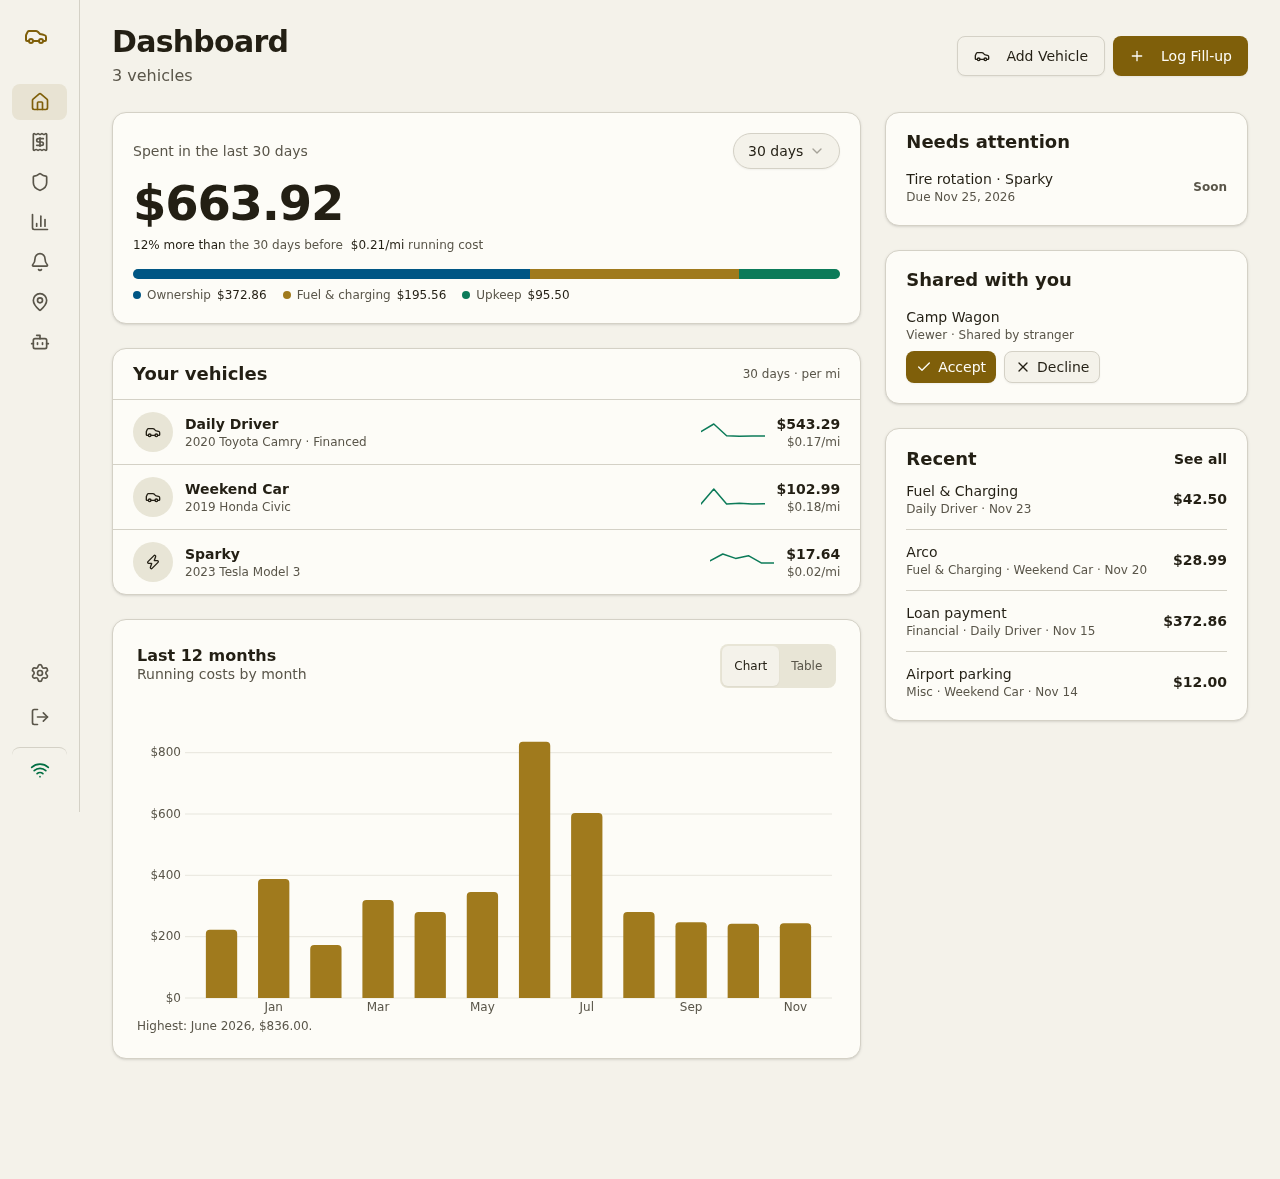 Dashboard
3 vehicles
Add Vehicle
Log Fill-up
Spent in the last 30 days
30 days
$663.92
12% more than the 30 days before $0.21/mi running cost
Ownership $372.86 Fuel & charging $195.56 Upkeep $95.50
Your vehicles
30 days · per mi
Daily Driver
2020 Toyota Camry · Financed
$543.29
$0.17/mi
Weekend Car
2019 Honda Civic
$102.99
$0.18/mi
Sparky
2023 Tesla Model 3
$17.64
$0.02/mi
Last 12 months
Running costs by month
Chart
Table
$800
$600
$400
$200
$0
Jan Mar May Jul Sep Nov
Highest: June 2026, $836.00.
Needs attention
Tire rotation · Sparky
Due Nov 25, 2026
Soon
Shared with you
Camp Wagon
Viewer · Shared by stranger
Accept
Decline
Recent
See all
Fuel & Charging
Daily Driver · Nov 23
$42.50
Arco
Fuel & Charging · Weekend Car · Nov 20
$28.99
Loan payment
Financial · Daily Driver · Nov 15
$372.86
Airport parking
Misc · Weekend Car · Nov 14
$12.00